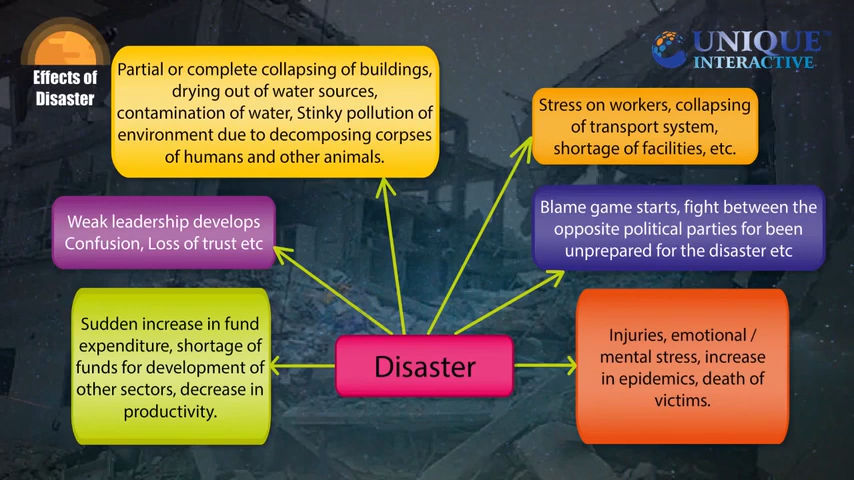 Effects of
Disaster
UNIQUE™
INTERACTIVE
Partial or complete collapsing of buildings,
drying out of water sources,
contamination of water, Stinky pollution of
environment due to decomposing corpses
of humans and other animals.
Stress on workers, collapsing
of transport system,
shortage of facilities, etc.
Weak leadership develops
Confusion, Loss of trust etc
Blame game starts, fight between the
opposite political parties for been
unprepared for the disaster etc
Sudden increase in fund
expenditure, shortage of
funds for development of
other sectors, decrease in
productivity.
Disaster
Injuries, emotional /
mental stress, increase
in epidemics, death of
victims.